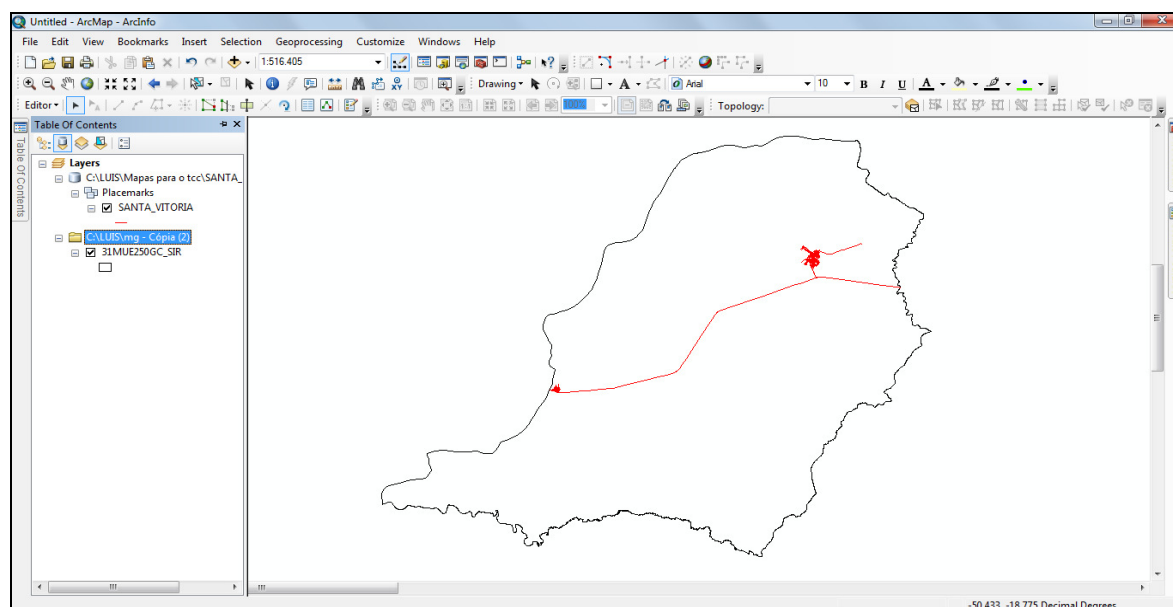 Untitled - ArcMap - ArcInfo
File Edit View Bookmarks Insert Selection Geoprocessing Customize Windows Help
1:516.405
Drawing Arial 10 B I U A
Editor 100% Topology:
Table Of Contents
Table Of Contents
Layers
C:\LUIS\Mapas para o tcc\SANTA_
Placemarks
SANTA_VITORIA
C:\LUIS\mg - Cópia (2)
31MUE250GC_SIR
-50,433 -18,775 Decimal Degrees